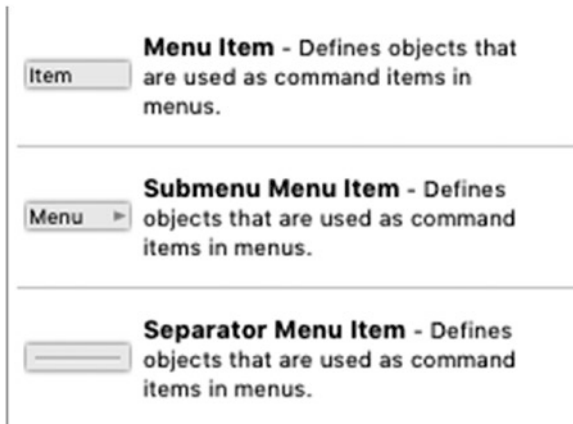 Menu Item - Defines objects that
Item
are used as command items in
menus.
Submenu Menu Item - Defines
Menu
objects that are used as command
items in menus.
Separator Menu Item - Defines
objects that are used as command
items in menus.